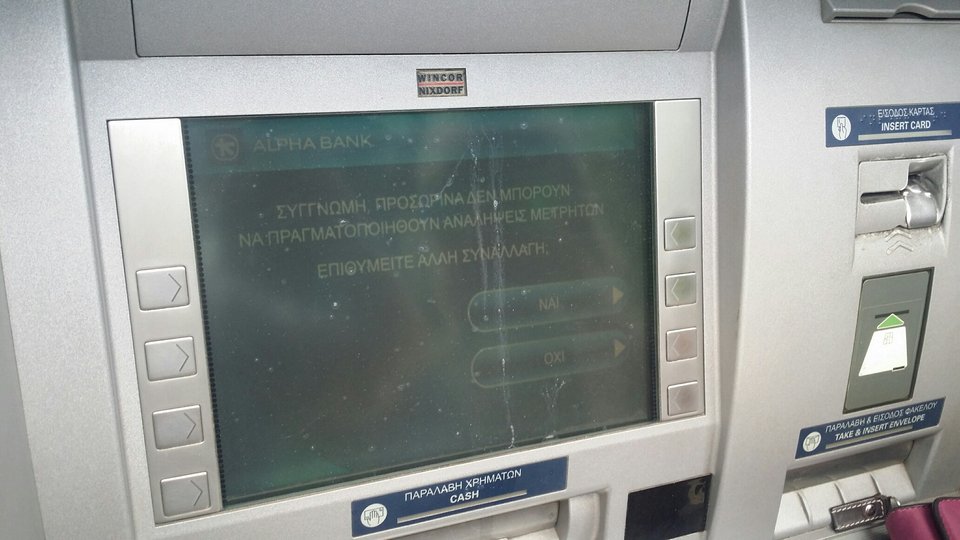 WINCOR
NIXDORF
ALPHA BANK
ΣΥΓΓΝΩΜΗ, ΠΡΟΣΩΡΙΝΑ ΔΕΝ ΜΠΟΡΟΥΝ
ΝΑ ΠΡΑΓΜΑΤΟΠΟΙΗΘΟΥΝ ΑΝΑΛΗΨΕΙΣ ΜΕΤΡΗΤΩΝ
ΕΠΙΘΥΜΕΙΤΕ ΑΛΛΗ ΣΥΝΑΛΛΑΓΗ;
ΝΑΙ
ΟΧΙ
ΕΙΣΟΔΟΣ ΚΑΡΤΑΣ
INSERT CARD
ΠΑΡΑΛΑΒΗ & ΕΙΣΟΔΟΣ ΦΑΚΕΛΟΥ
TAKE & INSERT ENVELOPE
ΠΑΡΑΛΑΒΗ ΧΡΗΜΑΤΩΝ
CASH